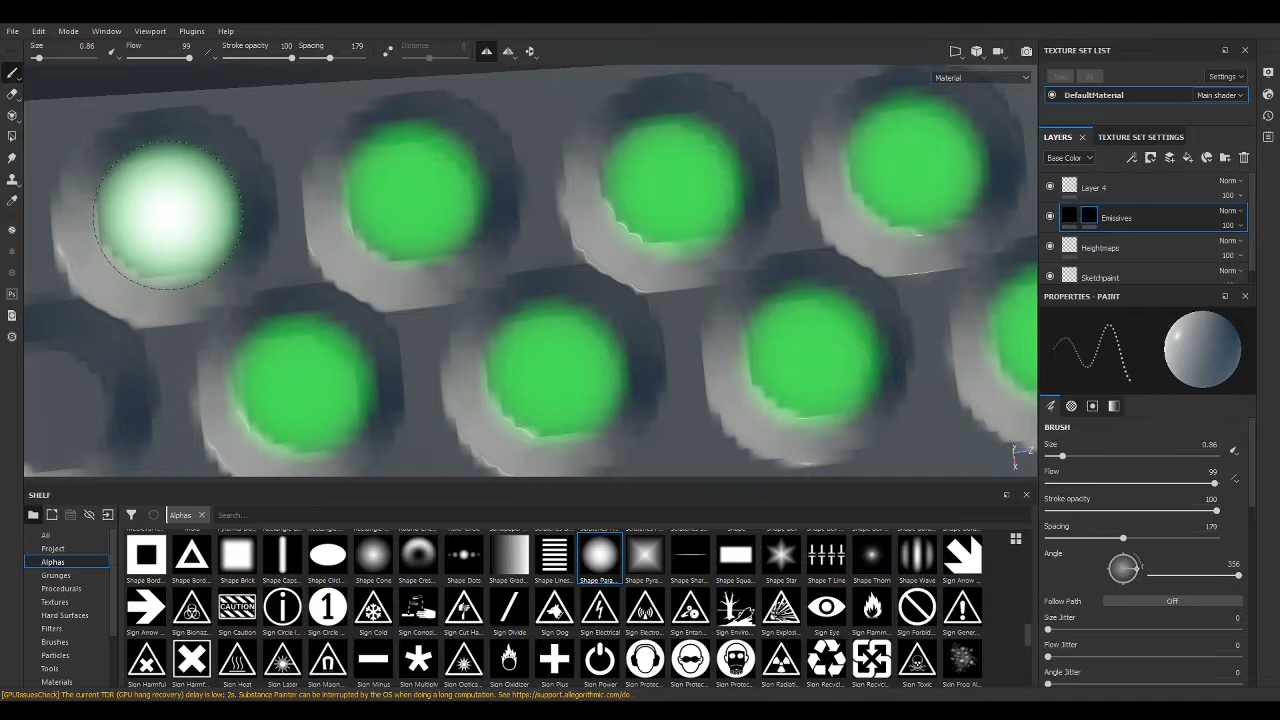 File Edit Mode Window Viewport Plugins Help
Size 0.86 Flow 99 Stroke opacity 100 Spacing 179 Distance 8
Material
TEXTURE SET LIST
Solo All Settings
DefaultMaterial Main shader
LAYERS TEXTURE SET SETTINGS
Base Color
Layer 4 Norm 100
Emissives Norm 100
Heightmaps Norm 100
Sketchpaint Norm
PROPERTIES - PAINT
BRUSH
Size 0.86
Flow 99
Stroke opacity 100
Spacing 179
Angle 356
Follow Path Off
Size Jitter 0
Flow Jitter 0
Angle Jitter 0
Y Z X
SHELF
Alphas Search...
All
Project
Alphas
Grunges
Procedurals
Textures
Hard Surfaces
Filters
Brushes
Particles
Tools
Materials
Shape Bord... Shape Bord... Shape Brick Shape Caps... Shape Circl... Shape Cone Shape Cres... Shape Dots Shape Grad... Shape Lines... Shape Para... Shape Pyra... Shape Scratch... Shape Squa... Shape Star Shape T Line Shape Thorn Shape Wave Sign Arrow ...
CAUTION
1
Sign Arrow ... Sign Biohaz... Sign Caution Sign Circle I... Sign Circle ... Sign Cold Sign Corrosi... Sign Cut Ha... Sign Divide Sign Dog Sign Electrical Sign Electro... Sign Entan... Sign Enviro... Sign Explosi... Sign Eye Sign Flamm... Sign Forbid... Sign Gener...
Sign Harmful Sign Harmful Sign Heat Sign Laser Sign Magn... Sign Minus Sign Multiply Sign Optica... Sign Oxidizer Sign Plus Sign Power Sign Protec... Sign Protec... Sign Protec... Sign Radiati... Sign Recycl... Sign Recycl... Sign Toxic
[GPUIssuesCheck] The current TDR (GPU hang recovery) delay is low: 2s. Substance Painter can be interrupted by the OS when doing a long computation. See https://support.allegorithmic.com/do...